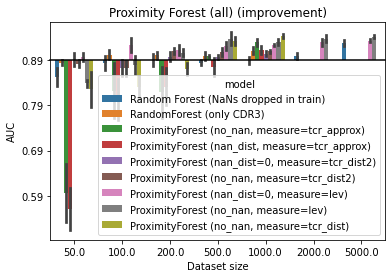 Proximity Forest (all) (improvement)
AUC
0.89
0.79
0.69
0.59
model
Random Forest (NaNs dropped in train)
RandomForest (only CDR3)
ProximityForest (no_nan, measure=tcr_approx)
ProximityForest (nan_dist, measure=tcr_approx)
ProximityForest (nan_dist=0, measure=tcr_dist2)
ProximityForest (no_nan, measure=tcr_dist2)
ProximityForest (nan_dist=0, measure=lev)
ProximityForest (no_nan, measure=lev)
ProximityForest (no_nan, measure=tcr_dist)
50.0 100.0 200.0 500.0 1000.0 2000.0 5000.0
Dataset size